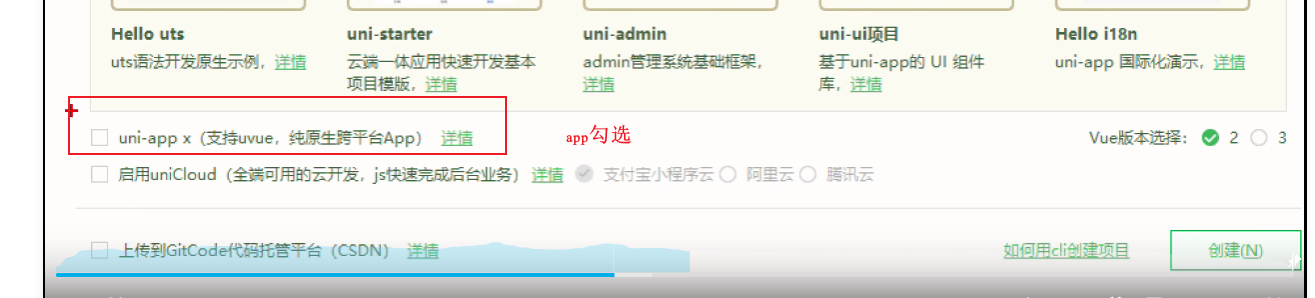 Hello uts
uni-starter
uni-admin
uni-ui项目
Hello i18n
uts语法开发原生示例，详情
云端一体应用快速开发基本
项目模版，详情
admin管理系统基础框架，
详情
基于uni-app的 UI 组件
库，详情
uni-app 国际化演示，详情
uni-app x（支持uvue，纯原生跨平台App） 详情
app勾选
Vue版本选择： 2 3
启用uniCloud（全端可用的云开发，js快速完成后台业务） 详情 支付宝小程序云 阿里云 腾讯云
上传到GitCode代码托管平台（CSDN） 详情
如何用cli创建项目
创建(N)